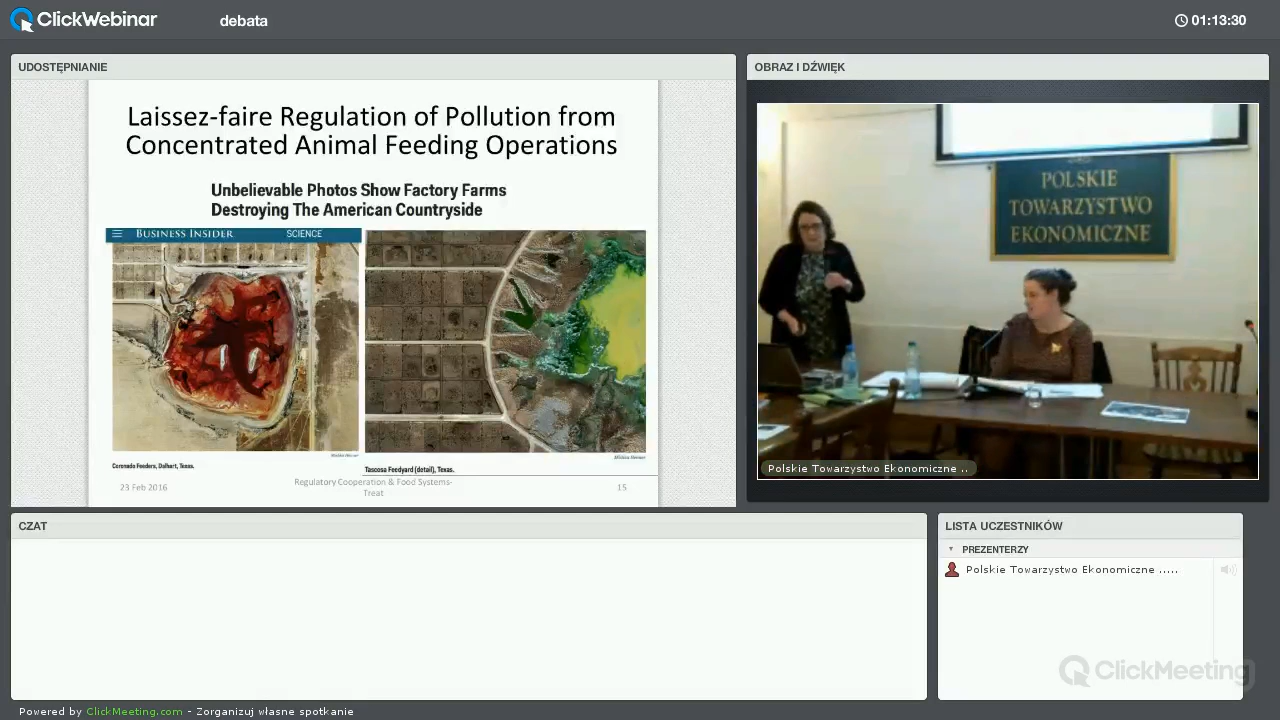 ClickWebinar
debata
01:13:30
UDOSTĘPNIANIE
Laissez-faire Regulation of Pollution from
Concentrated Animal Feeding Operations
Unbelievable Photos Show Factory Farms
Destroying The American Countryside
BUSINESS INSIDER
SCIENCE
Coronado Feeders, Dalhart, Texas.
Mishka Henner
Tascosa Feedyard (detail), Texas.
23 Feb 2016
Regulatory Cooperation & Food Systems-
Treat
15
OBRAZ I DŹWIĘK
POLSKIE
TOWARZYSTWO
EKONOMICZNE
Polskie Towarzystwo Ekonomiczne ..
CZAT
LISTA UCZESTNIKÓW
PREZENTERZY
Polskie Towarzystwo Ekonomiczne .....
ClickMeeting
Powered by ClickMeeting.com - Zorganizuj własne spotkanie